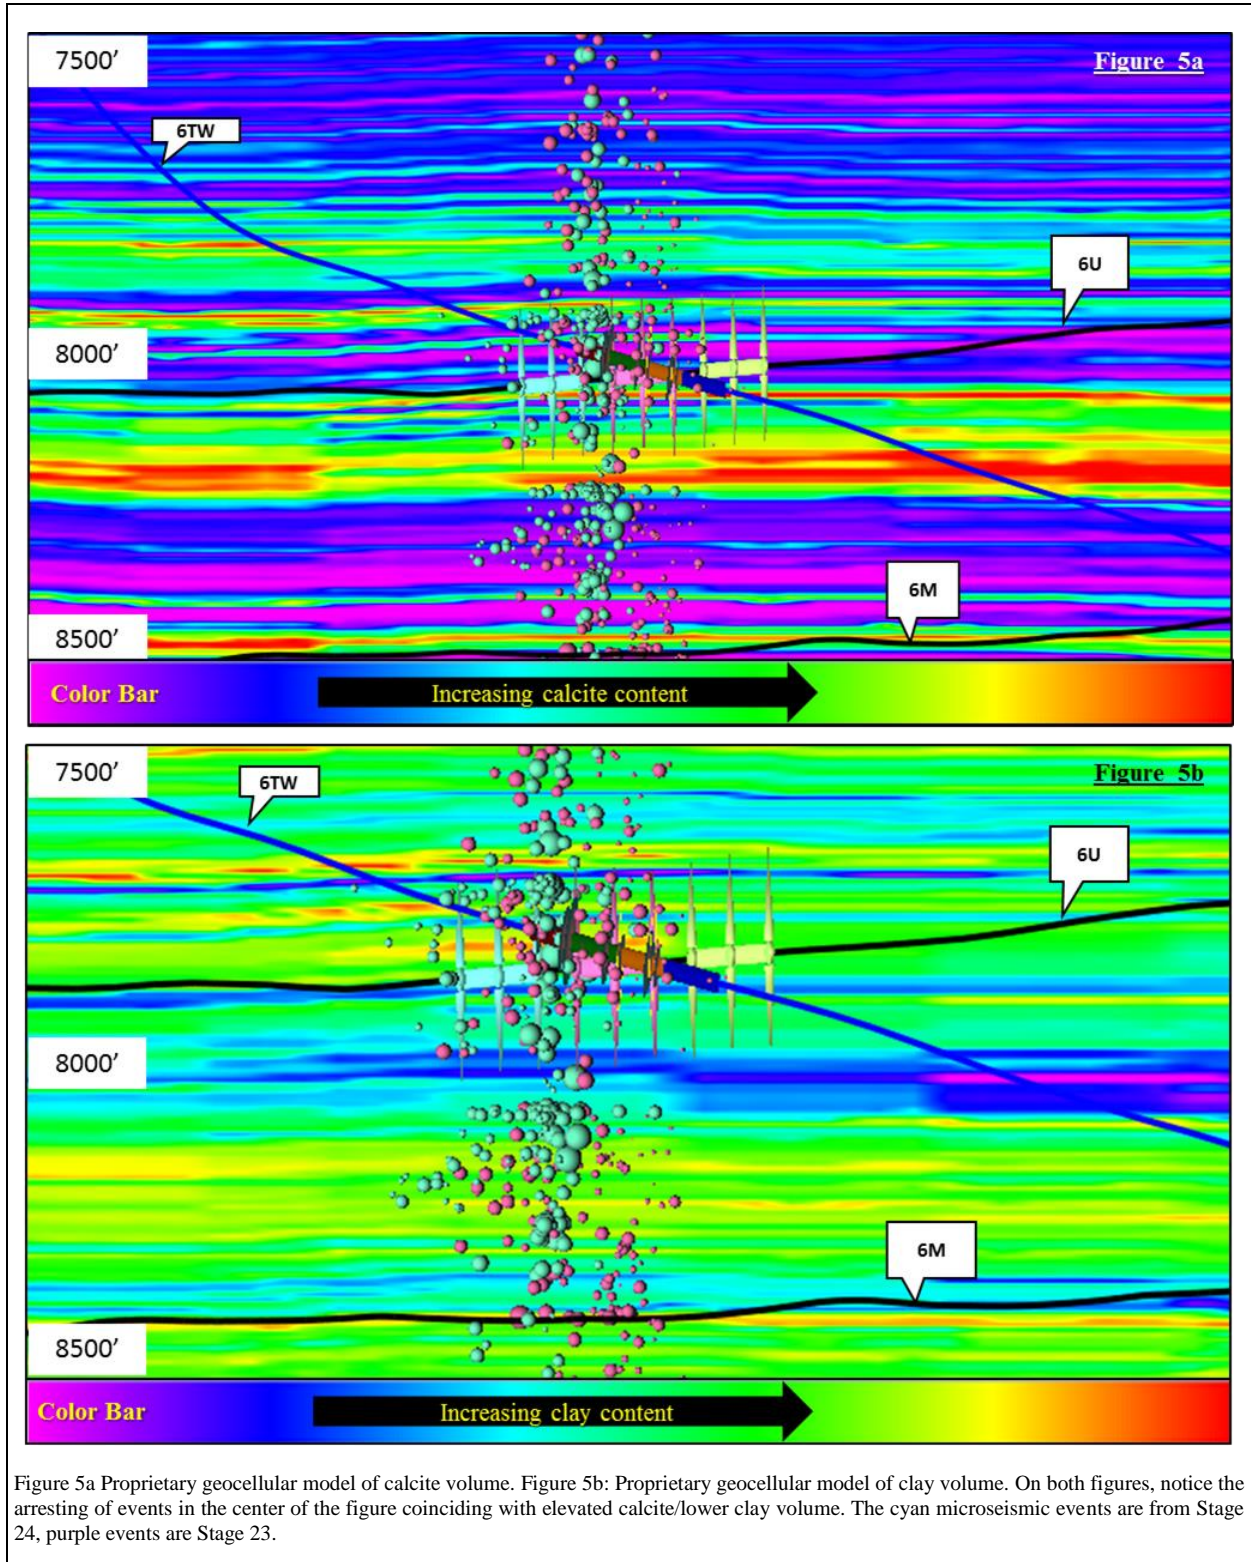 7500’
Figure 5a
6TW
6U
8000’
6M
8500’
Color Bar
Increasing calcite content
7500’
Figure 5b
6TW
6U
8000’
6M
8500’
Color Bar
Increasing clay content
Figure 5a Proprietary geocellular model of calcite volume. Figure 5b: Proprietary geocellular model of clay volume. On both figures, notice the
arresting of events in the center of the figure coinciding with elevated calcite/lower clay volume. The cyan microseismic events are from Stage
24, purple events are Stage 23.